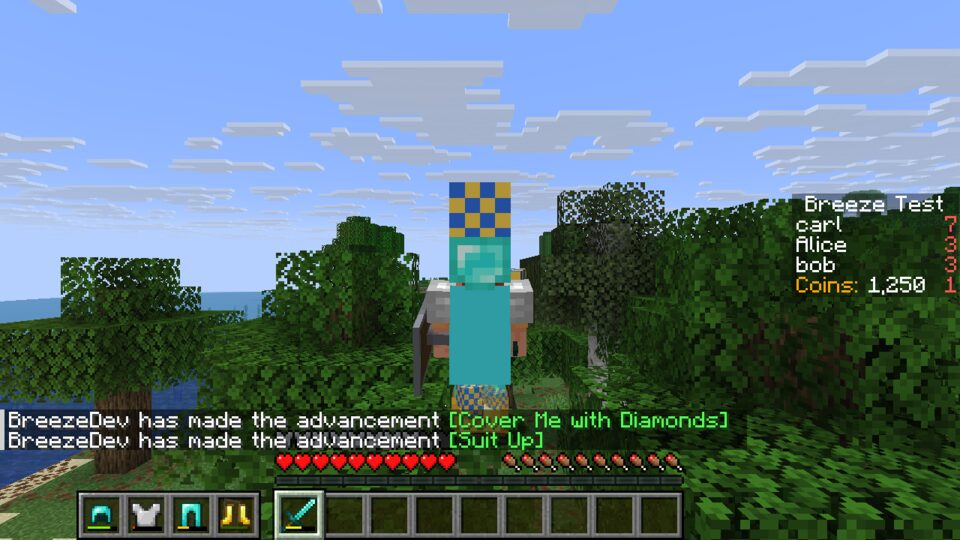 Breeze Test
carl 7
Alice 3
bob 3
Coins: 1,250 1
BreezeDev has made the advancement [Cover Me with Diamonds]
BreezeDev has made the advancement [Suit Up]